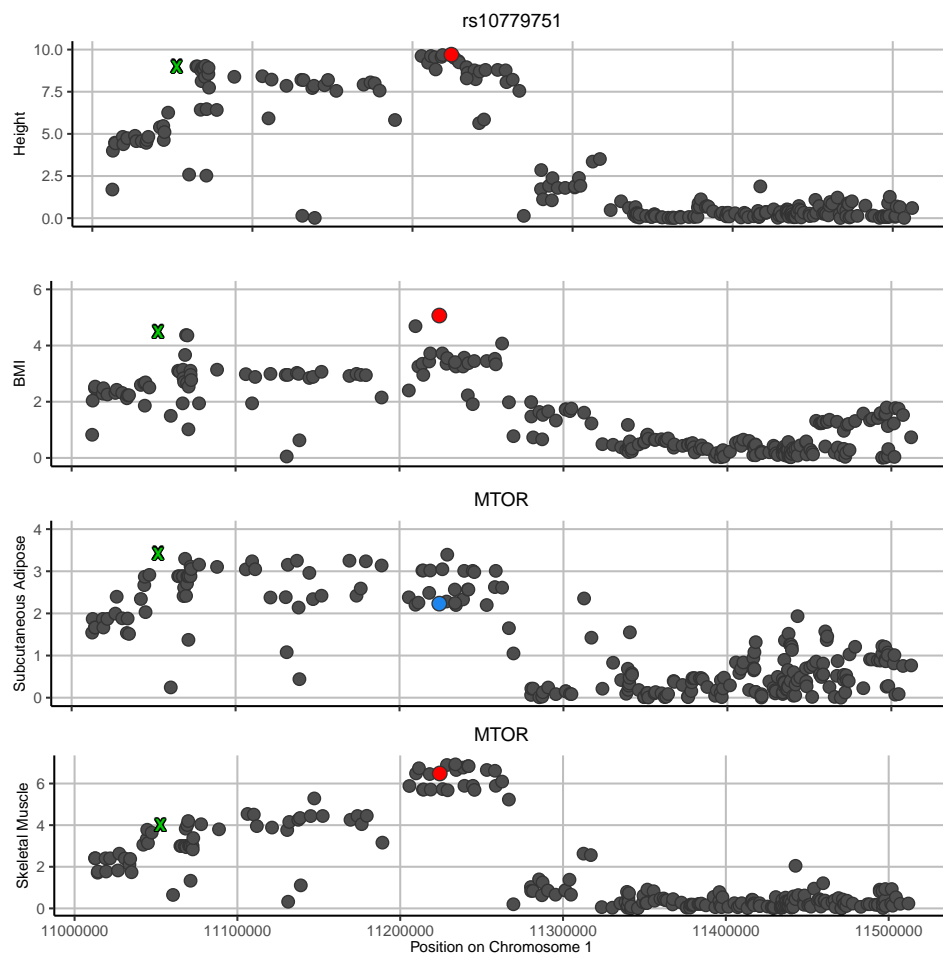 rs10779751
10.0
7.5
5.0
2.5
0.0
Height
6
4
2
0
BMI
MTOR
4
3
2
1
0
Subcutaneous Adipose
MTOR
6
4
2
0
Skeletal Muscle
11000000 11100000 11200000 11300000 11400000 11500000
Position on Chromosome 1